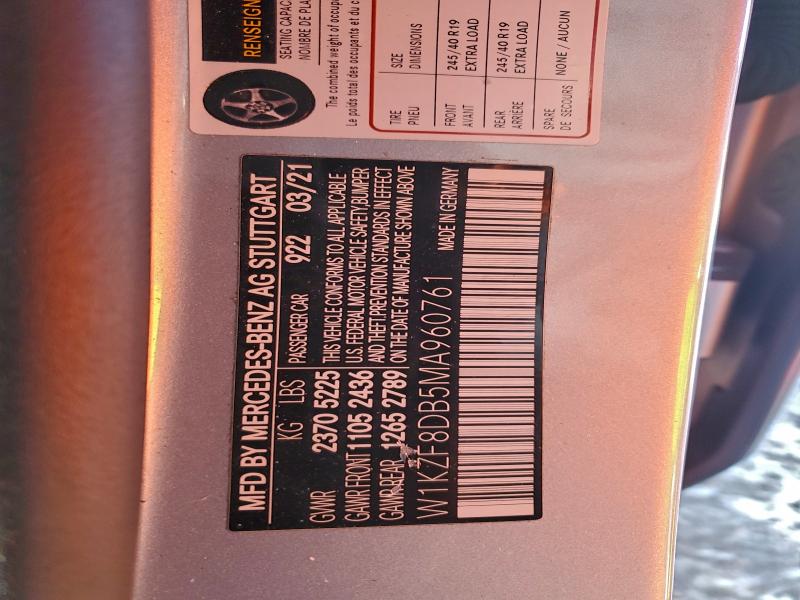 MFD BY MERCEDES-BENZ AG STUTTGART
KG LBS PASSENGER CAR 922 03/21
GVWR 2370 5225 THIS VEHICLE CONFORMS TO ALL APPLICABLE
U.S. FEDERAL MOTOR VEHICLE SAFETY,BUMPER
GAWR FRONT 1105 2436 AND THEFT PREVENTION STANDARDS IN EFFECT
GAWR REAR 1265 2789 ON THE DATE OF MANUFACTURE SHOWN ABOVE
W1KZF8DB5MA960761 MADE IN GERMANY
RENSEIGN
SEATING CAPAC
NOMBRE DE PLA
The combined weight of occup
Le poids total des occupants et du c
TIRE SIZE
PNEU DIMENSIONS
FRONT 245/40 R19
AVANT EXTRA LOAD
REAR 245/40 R19
ARRIÈRE EXTRA LOAD
SPARE NONE / AUCUN
DE SECOURS